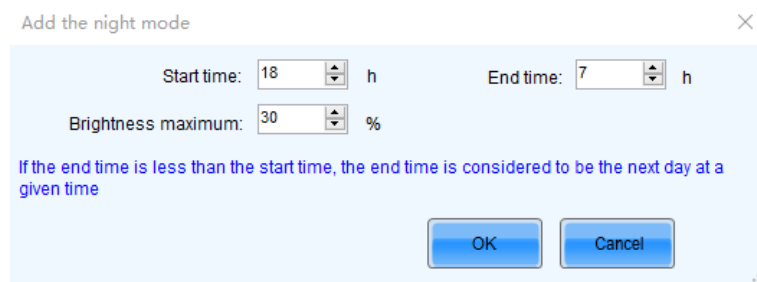 Add the night mode
Start time: 18 h End time: 7 h
Brightness maximum: 30 %
If the end time is less than the start time, the end time is considered to be the next day at a
given time
OK Cancel